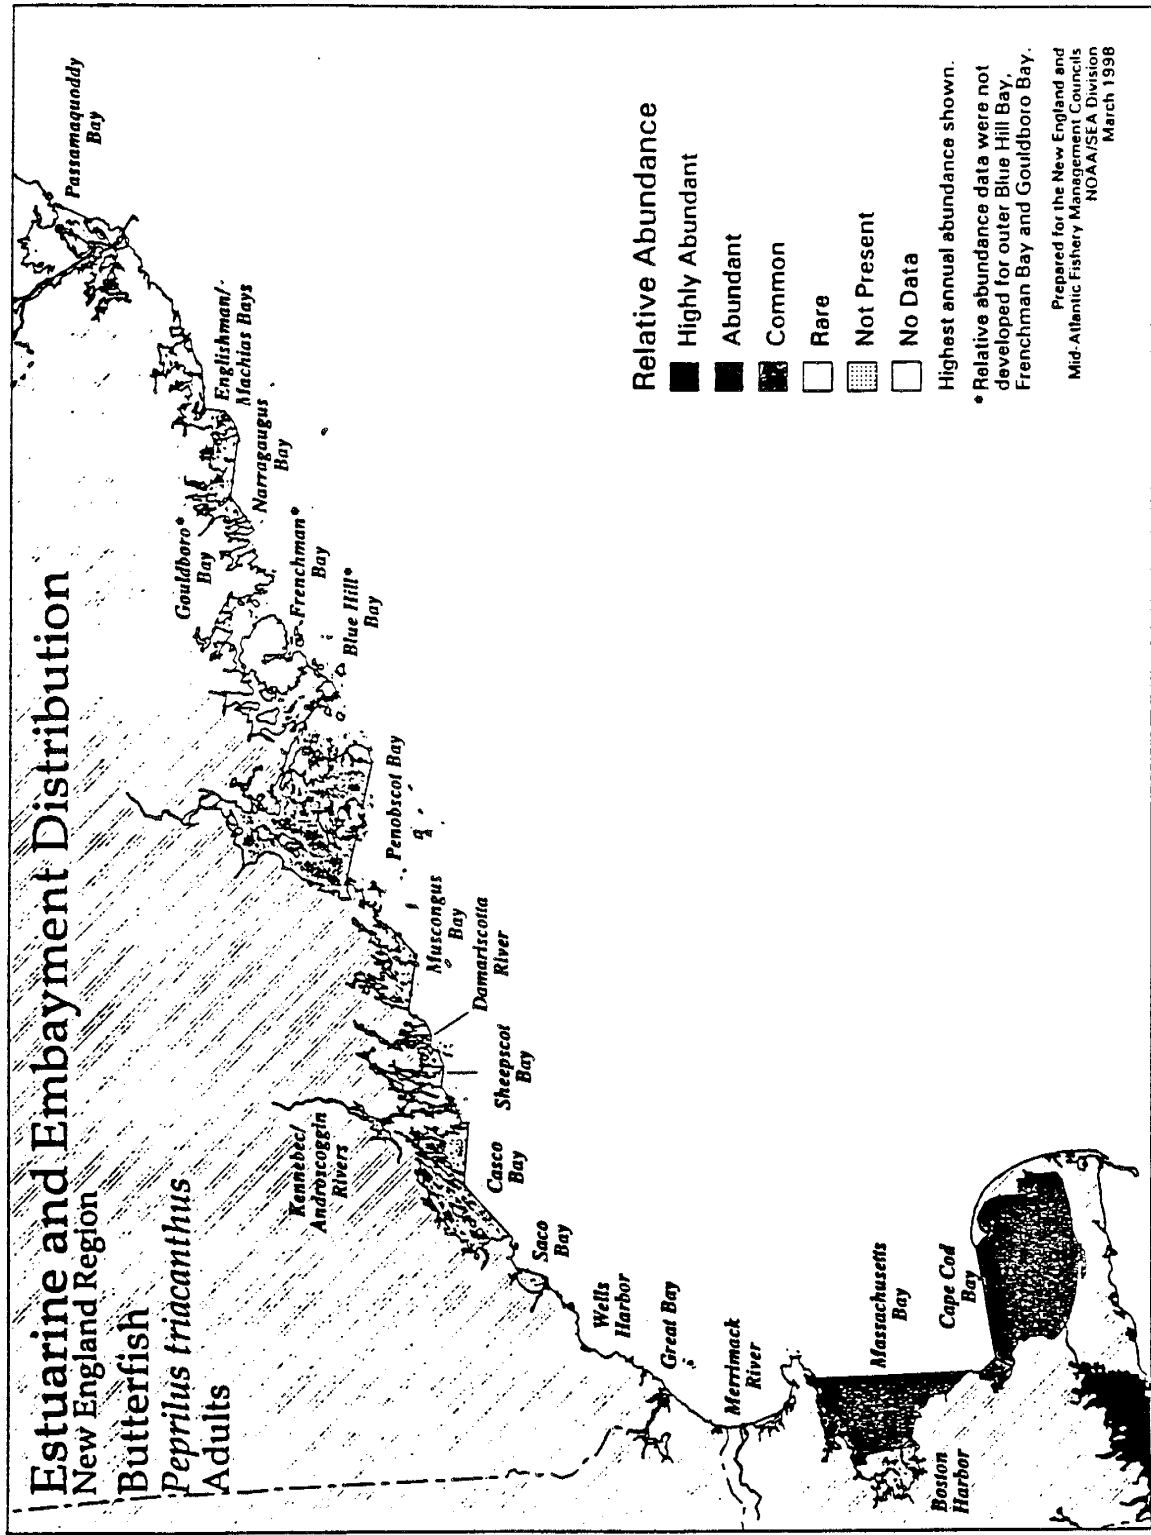 Estuarine and Embayment Distribution
New England Region
Butterfish
Peprilus triacanthus
Adults
Passamaquoddy
Bay
Englishman/
Machias Bays
Narragaugus
Bay
Gouldboro*
Bay
Frenchman*
Bay
Blue Hill*
Bay
Penobscot Bay
Muscongus
Bay
Damariscotta
River
Sheepscot
Bay
Kennebec/
Androscoggin
Rivers
Casco
Bay
Saco
Bay
Wells
Harbor
Great Bay
Merrimack
River
Massachusetts
Bay
Cape Cod
Bay
Boston
Harbor
Relative Abundance
Highly Abundant
Abundant
Common
Rare
Not Present
No Data
Highest annual abundance shown.
* Relative abundance data were not
developed for outer Blue Hill Bay,
Frenchman Bay and Gouldboro Bay.
Prepared for the New England and
Mid-Atlantic Fishery Management Councils
NOAA/SEA Division
March 1998